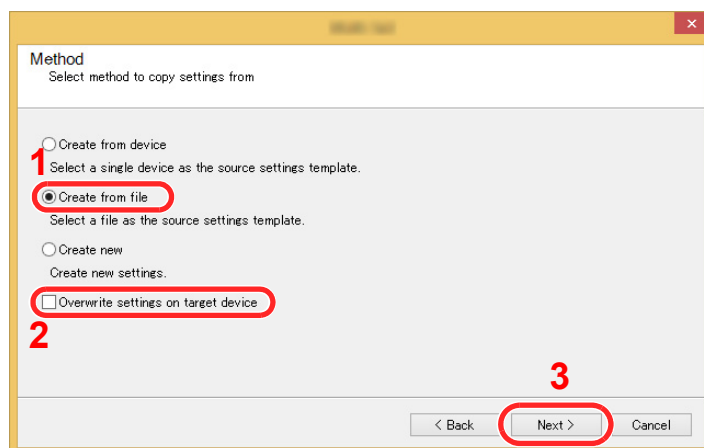 Method
Select method to copy settings from
Create from device
1
Select a single device as the source settings template.
Create from file
Select a file as the source settings template.
Create new
Create new settings.
Overwrite settings on target device
2
3
< Back
Next >
Cancel